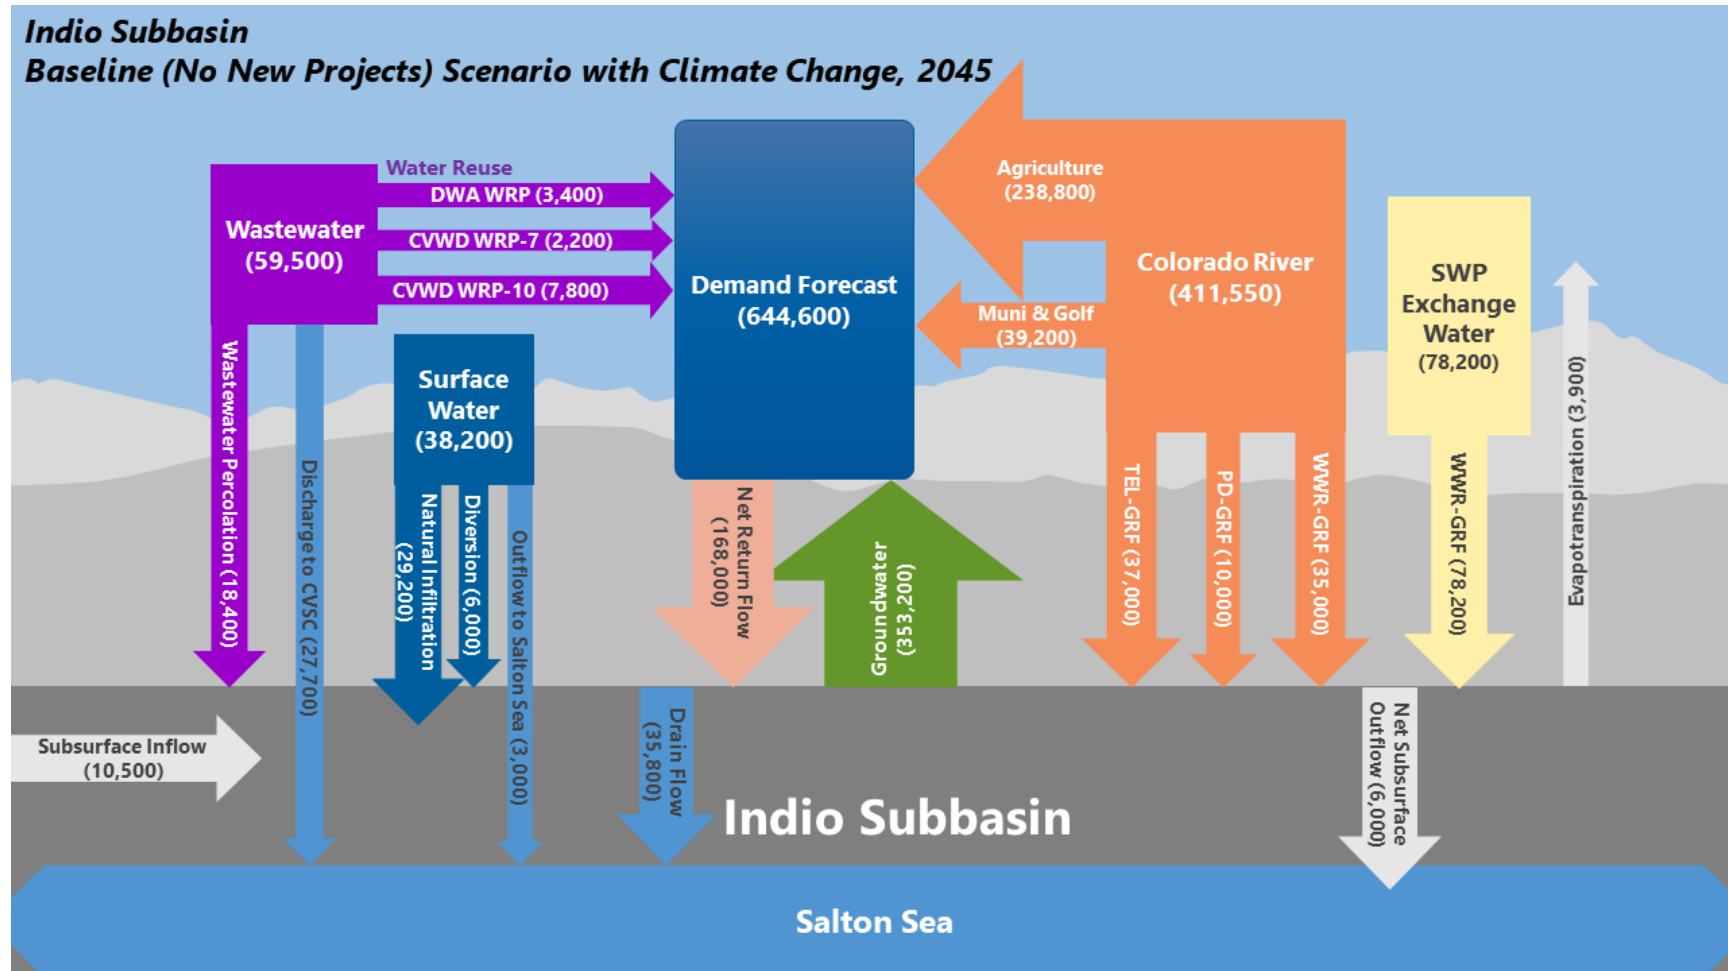 Indio Subbasin
Baseline (No New Projects) Scenario with Climate Change, 2045
Water Reuse
DWA WRP (3,400)
CVWD WRP-7 (2,200)
CVWD WRP-10 (7,800)
Wastewater
(59,500)
Wastewater Percolation (18,400)
Discharge to CVSC (27,700)
Surface
Water
(38,200)
Natural Infiltration
(29,200)
Diversion (6,000)
Outflow to Salton Sea (3,000)
Demand Forecast
(644,600)
Net Return Flow
(168,000)
Groundwater
(353,200)
Agriculture
(238,800)
Muni & Golf
(39,200)
Colorado River
(411,550)
TEL-GRF (37,000)
PD-GRF (10,000)
WWR-GRF (35,000)
SWP
Exchange
Water
(78,200)
WWR-GRF (78,200)
Evapotranspiration (3,900)
Subsurface Inflow
(10,500)
Drain Flow
(35,800)
Indio Subbasin
Net Subsurface
Outflow (6,000)
Salton Sea